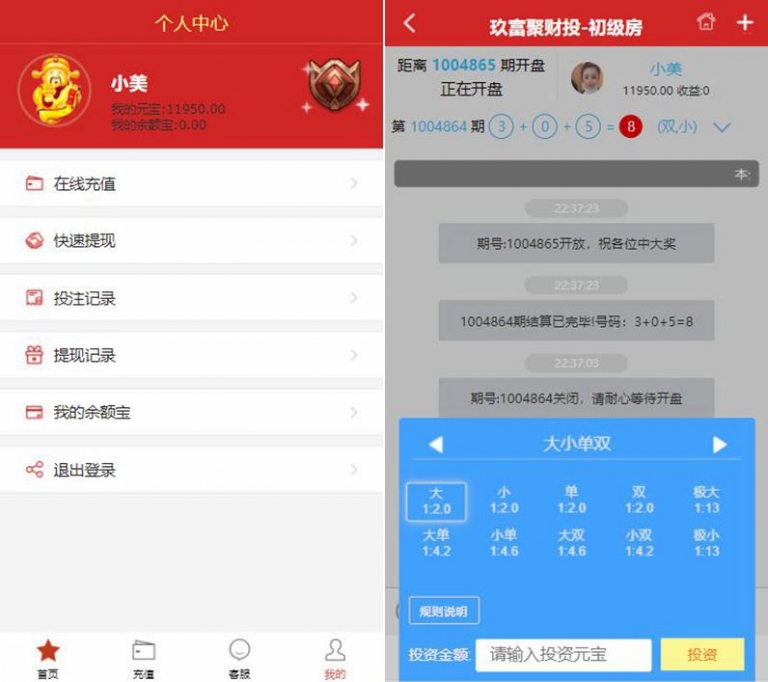 个人中心
小美
我的元宝:11950.00
我的余额宝:0.00
在线充值
快速提现
投注记录
提现记录
我的余额宝
退出登录
首页
充值
客服
我的
玖富聚财投-初级房
距离 1004865 期开盘
正在开盘
小美
11950.00 收益:0
第 1004864 期 3 + 0 + 5 = 8 (双,小)
本:
22:37:23
期号:1004865开放，祝各位中大奖
22:37:23
1004864期结算已完毕!号码：3+0+5=8
22:37:03
期号:1004864关闭，请耐心等待开盘
大小单双
大 小 单 双 极大
1:2.0 1:2.0 1:2.0 1:2.0 1:13
大单 小单 大双 小双 极小
1:4.2 1:4.6 1:4.6 1:4.2 1:13
规则说明
投资金额: 请输入投资元宝 投资